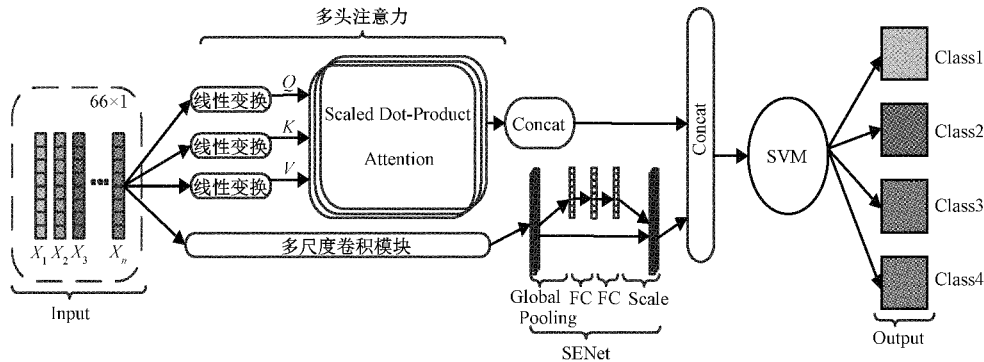 多头注意力
66×1
X1 X2 X3 Xn
Input
线性变换
Q
线性变换
K
线性变换
V
Scaled Dot-Product
Attention
Concat
多尺度卷积模块
Global
Pooling
FC
FC
Scale
SENet
Concat
SVM
Class1
Class2
Class3
Class4
Output